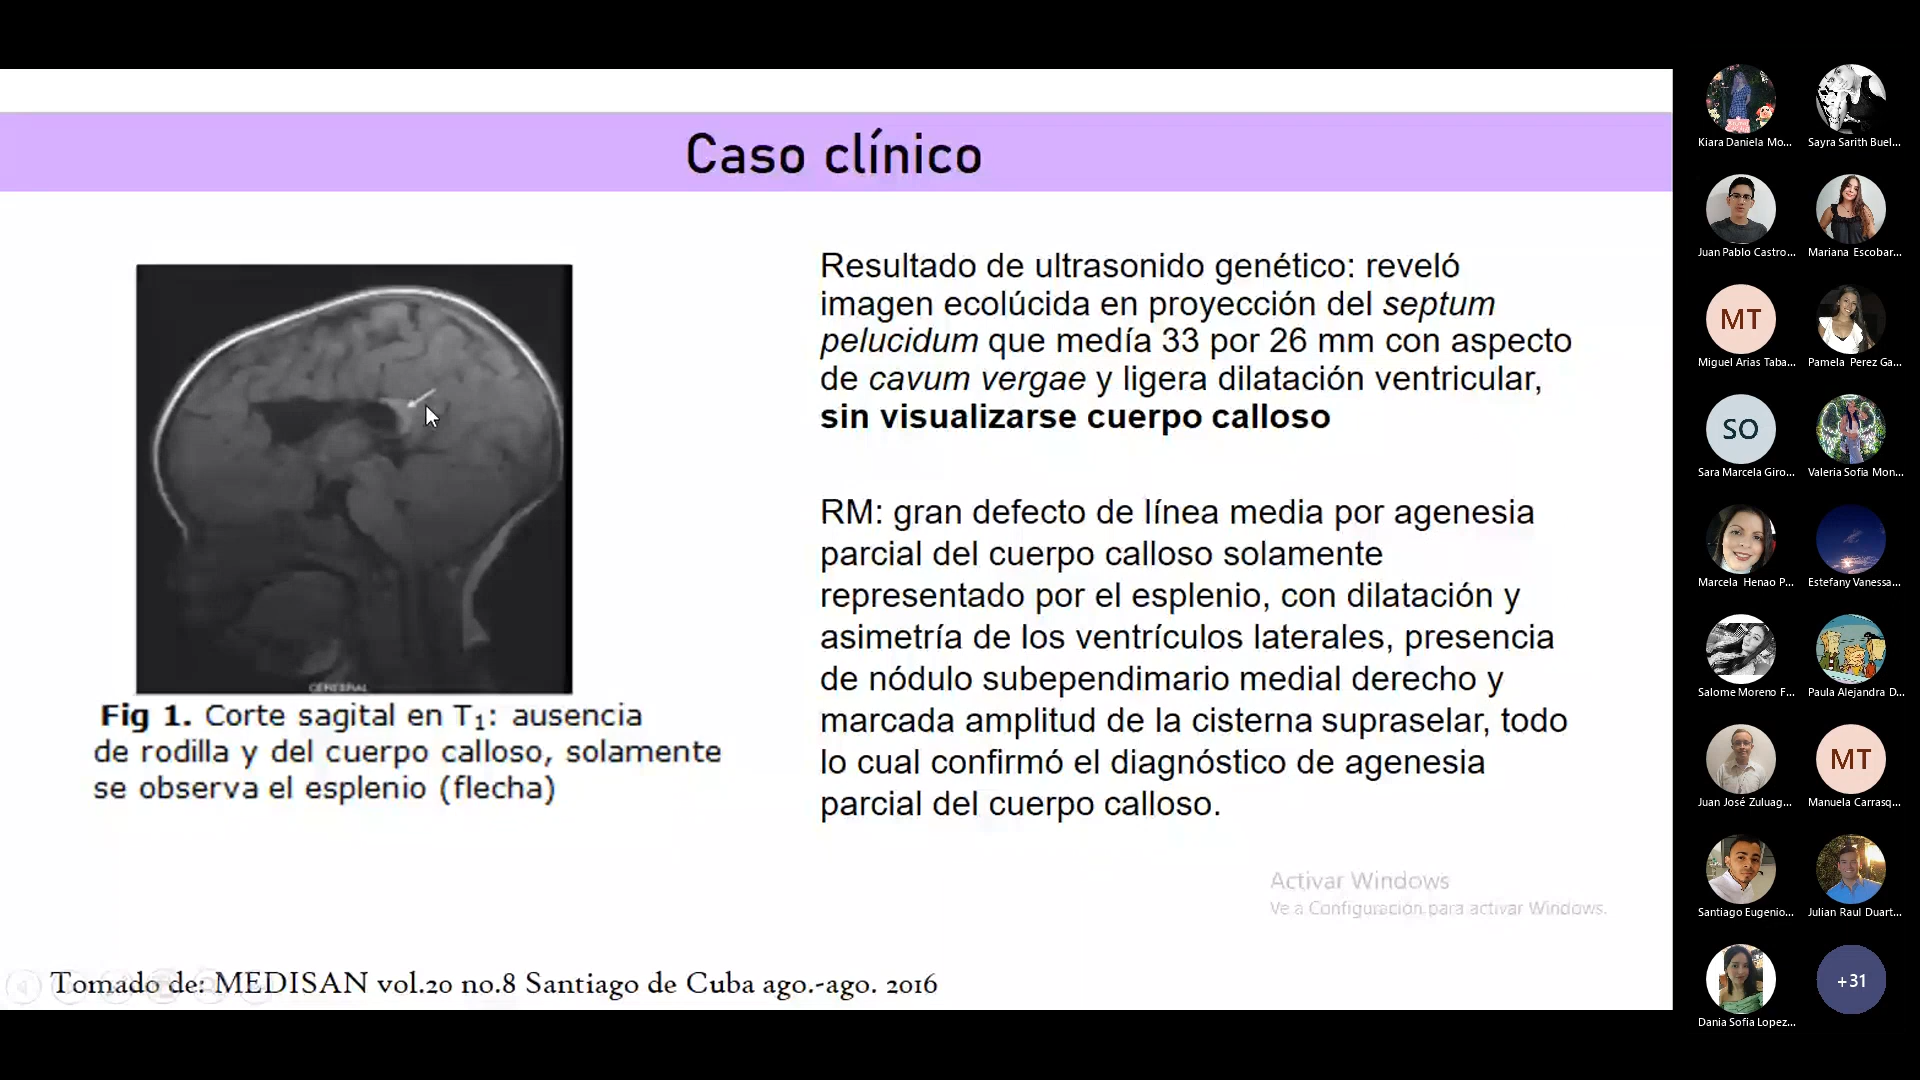 Caso clínico
Resultado de ultrasonido genético: reveló
imagen ecolúcida en proyección del septum
pelucidum que medía 33 por 26 mm con aspecto
de cavum vergae y ligera dilatación ventricular,
sin visualizarse cuerpo calloso
RM: gran defecto de línea media por agenesia
parcial del cuerpo calloso solamente
representado por el esplenio, con dilatación y
asimetría de los ventrículos laterales, presencia
de nódulo subependimario medial derecho y
marcada amplitud de la cisterna supraselar, todo
lo cual confirmó el diagnóstico de agenesia
parcial del cuerpo calloso.
CEREBRAL
Fig 1. Corte sagital en T1: ausencia
de rodilla y del cuerpo calloso, solamente
se observa el esplenio (flecha)
Activar Windows
Ve a Configuración para activar Windows.
Tomado de: MEDISAN vol.20 no.8 Santiago de Cuba ago.-ago. 2016
Kiara Daniela Mo...
Sayra Sarith Buel...
Juan Pablo Castro...
Mariana Escobar...
MT
Miguel Arias Taba...
Pamela Perez Ga...
SO
Sara Marcela Giro...
Valeria Sofia Mon...
Marcela Henao P...
Estefany Vanessa...
Salome Moreno F...
Paula Alejandra D...
Juan José Zuluag...
MT
Manuela Carrasq...
Santiago Eugenio...
Julian Raul Duart...
Dania Sofia Lopez...
+31